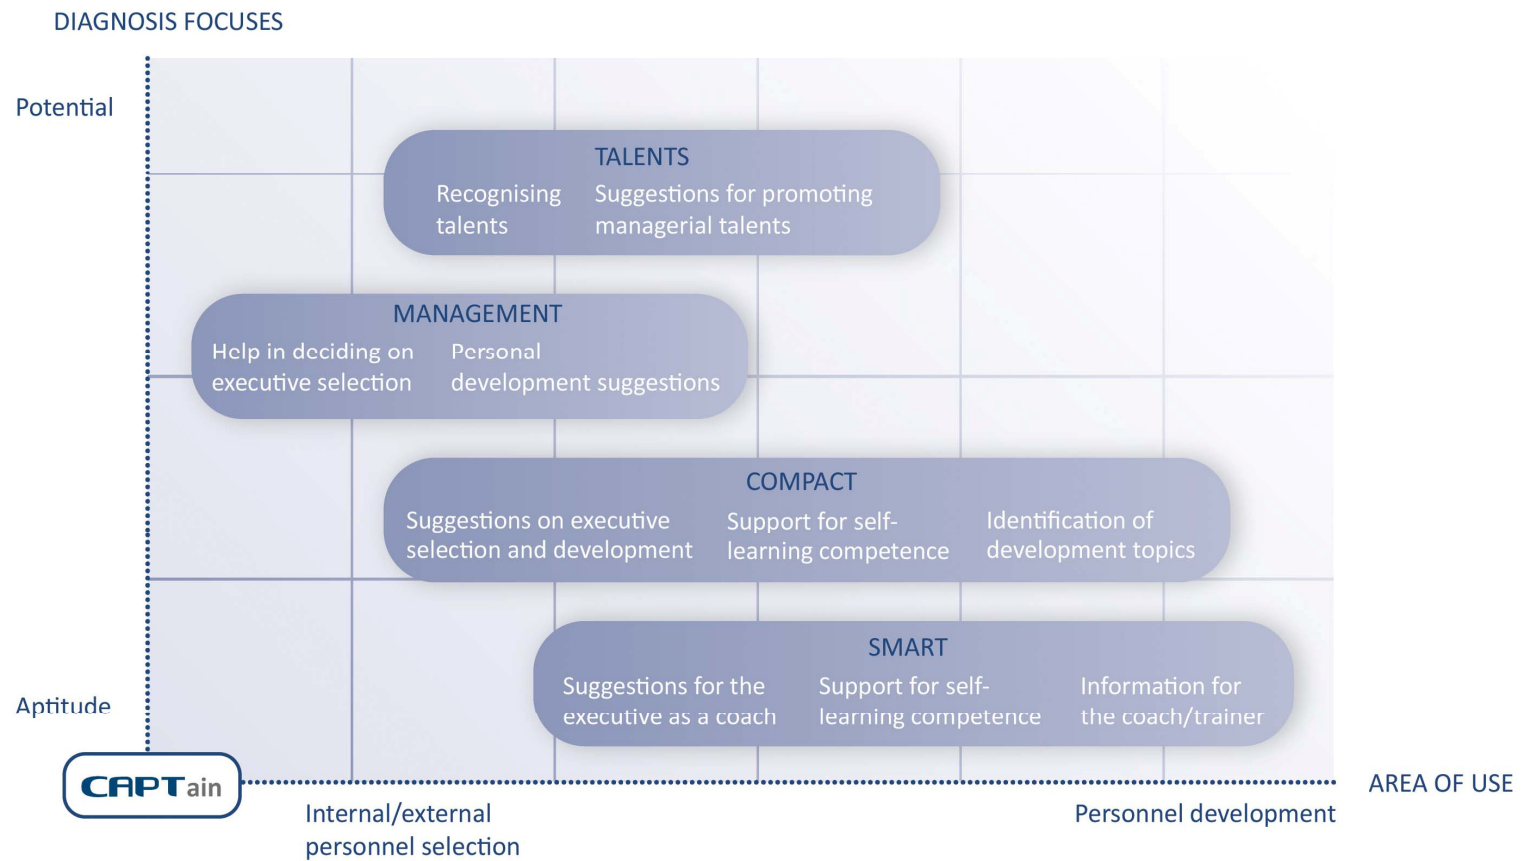 DIAGNOSIS FOCUSES
Potential
TALENTS
Recognising
talents
Suggestions for promoting
managerial talents
MANAGEMENT
Help in deciding on
executive selection
Personal
development suggestions
COMPACT
Suggestions on executive
selection and development
Support for self-
learning competence
Identification of
development topics
SMART
Suggestions for the
executive as a coach
Support for self-
learning competence
Information for
the coach/trainer
Aptitude
CAPTain
AREA OF USE
Internal/external
personnel selection
Personnel development